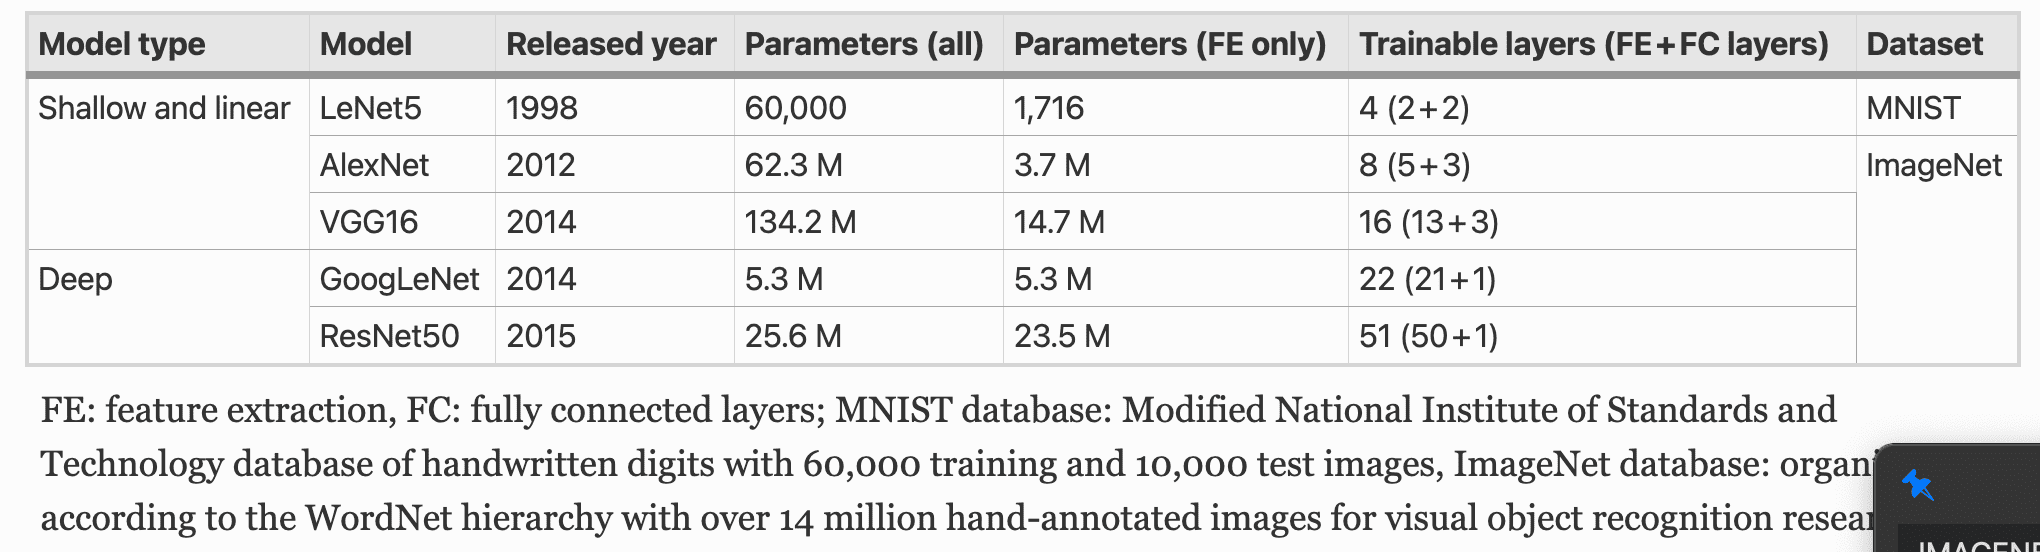 Model type Model Released year Parameters (all) Parameters (FE only) Trainable layers (FE+FC layers) Dataset
Shallow and linear LeNet5 1998 60,000 1,716 4 (2+2) MNIST
AlexNet 2012 62.3 M 3.7 M 8 (5+3) ImageNet
VGG16 2014 134.2 M 14.7 M 16 (13+3)
Deep GoogLeNet 2014 5.3 M 5.3 M 22 (21+1)
ResNet50 2015 25.6 M 23.5 M 51 (50+1)
FE: feature extraction, FC: fully connected layers; MNIST database: Modified National Institute of Standards and
Technology database of handwritten digits with 60,000 training and 10,000 test images, ImageNet database:
according to the WordNet hierarchy with over 14 million hand-annotated images for visual object recognition